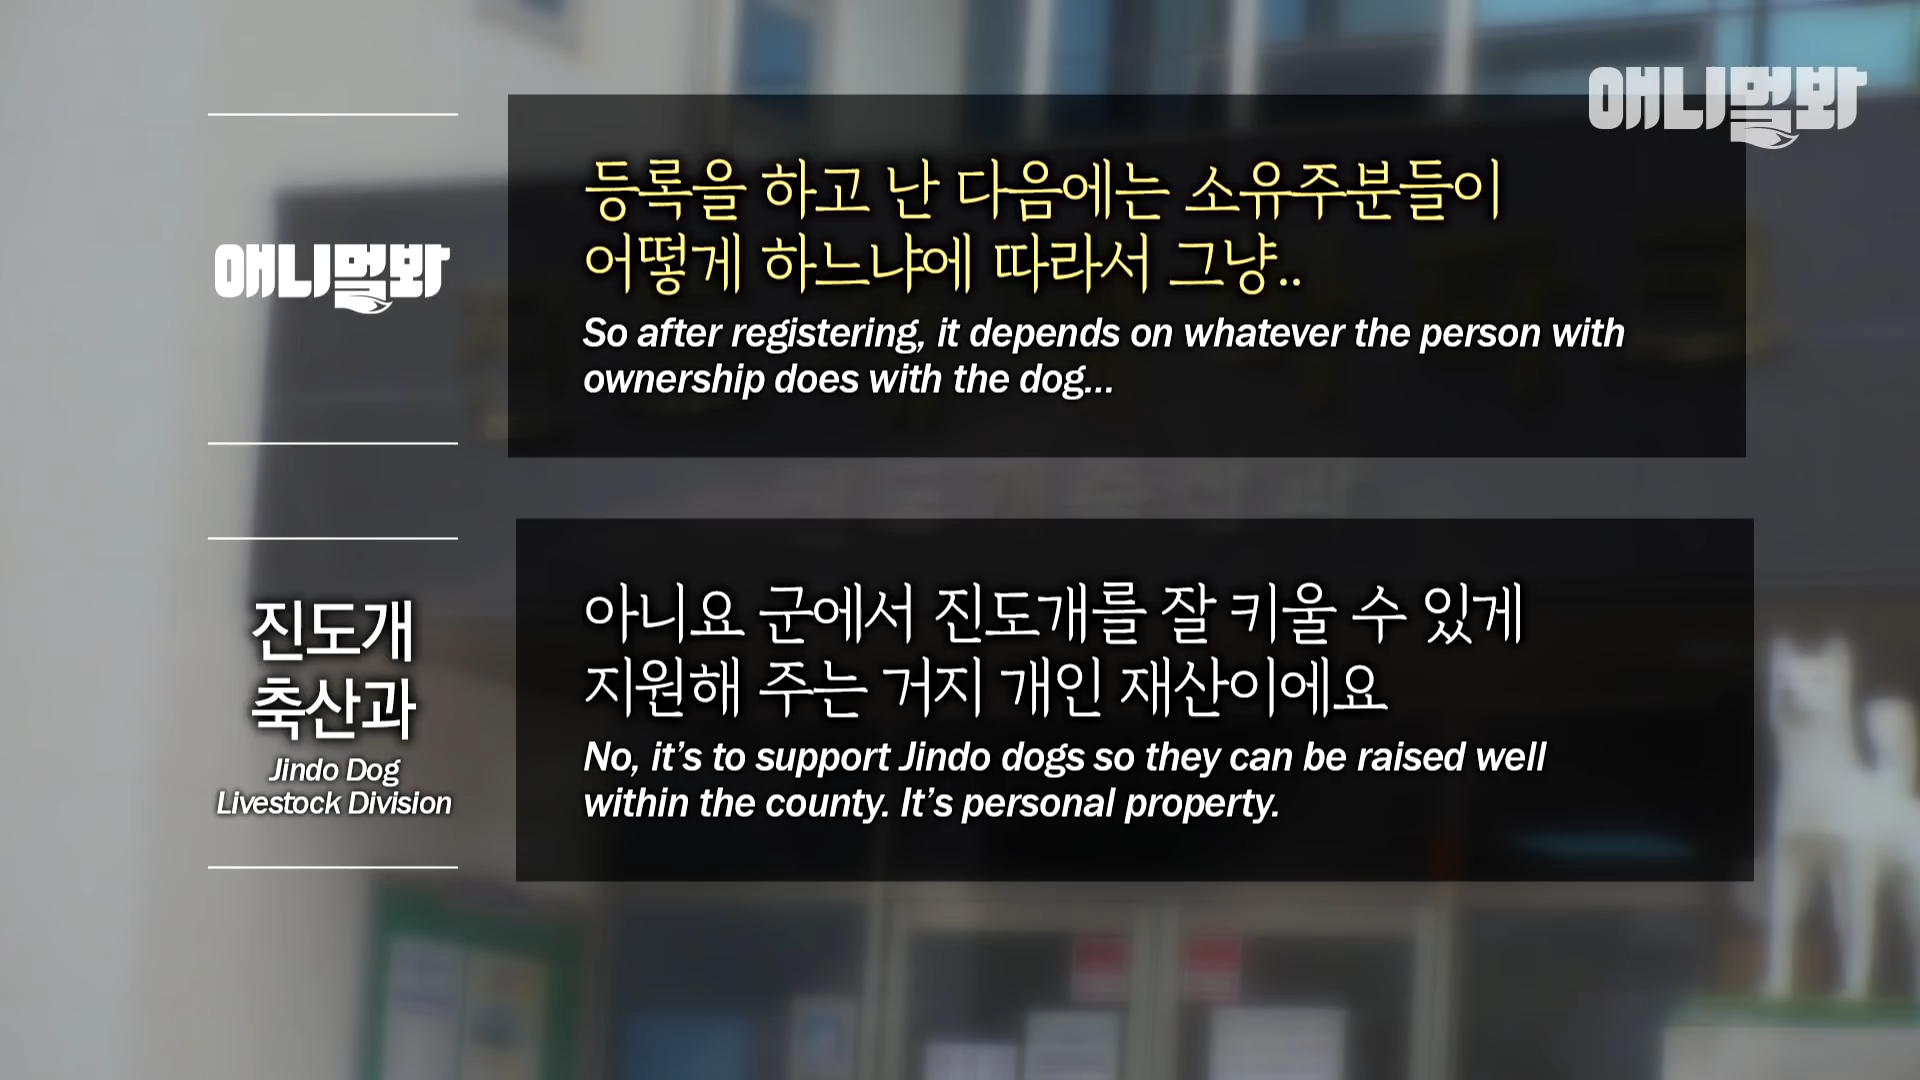 애니멀봐
애니멀봐
등록을 하고 난 다음에는 소유주분들이
어떻게 하느냐에 따라서 그냥..
So after registering, it depends on whatever the person with
ownership does with the dog...
진도개
축산과
Jindo Dog
Livestock Division
아니요 군에서 진도개를 잘 키울 수 있게
지원해 주는 거지 개인 재산이에요
No, it's to support Jindo dogs so they can be raised well
within the county. It's personal property.